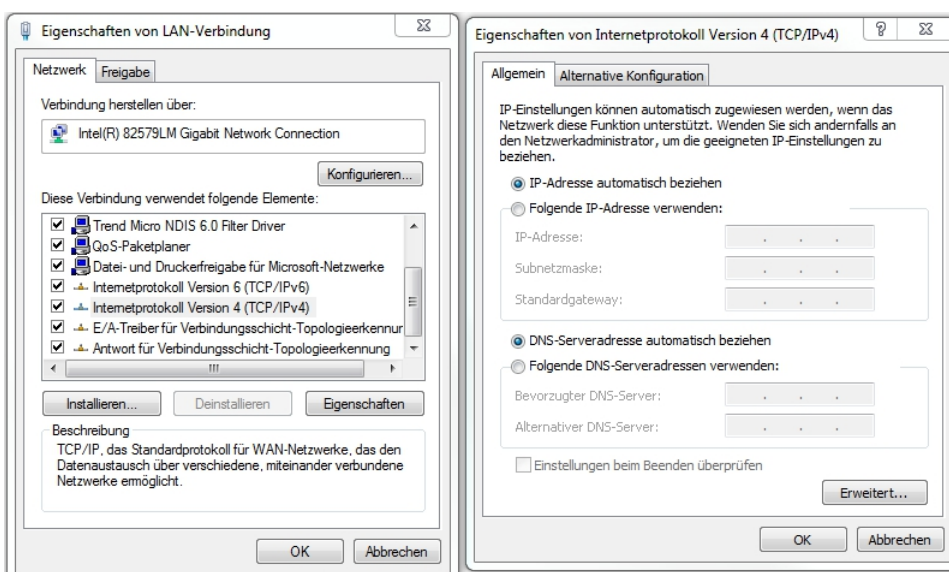 Eigenschaften von LAN-Verbindung
Netzwerk
Freigabe
Verbindung herstellen über:
Intel(R) 82579LM Gigabit Network Connection
Konfigurieren...
Diese Verbindung verwendet folgende Elemente:
Trend Micro NDIS 6.0 Filter Driver
QoS-Paketplaner
Datei- und Druckerfreigabe für Microsoft-Netzwerke
Internetprotokoll Version 6 (TCP/IPv6)
Internetprotokoll Version 4 (TCP/IPv4)
E/A-Treiber für Verbindungsschicht-Topologieerkennur
Antwort für Verbindungsschicht-Topologieerkennung
Installieren...
Deinstallieren
Eigenschaften
Beschreibung
TCP/IP, das Standardprotokoll für WAN-Netzwerke, das den
Datenaustausch über verschiedene, miteinander verbundene
Netzwerke ermöglicht.
OK
Abbrechen
Eigenschaften von Internetprotokoll Version 4 (TCP/IPv4)
Allgemein
Alternative Konfiguration
IP-Einstellungen können automatisch zugewiesen werden, wenn das
Netzwerk diese Funktion unterstützt. Wenden Sie sich andernfalls an
den Netzwerkadministrator, um die geeigneten IP-Einstellungen zu
beziehen.
IP-Adresse automatisch beziehen
Folgende IP-Adresse verwenden:
IP-Adresse:
Subnetzmaske:
Standardgateway:
DNS-Serveradresse automatisch beziehen
Folgende DNS-Serveradressen verwenden:
Bevorzugter DNS-Server:
Alternativer DNS-Server:
Einstellungen beim Beenden überprüfen
Erweitert...
OK
Abbrechen